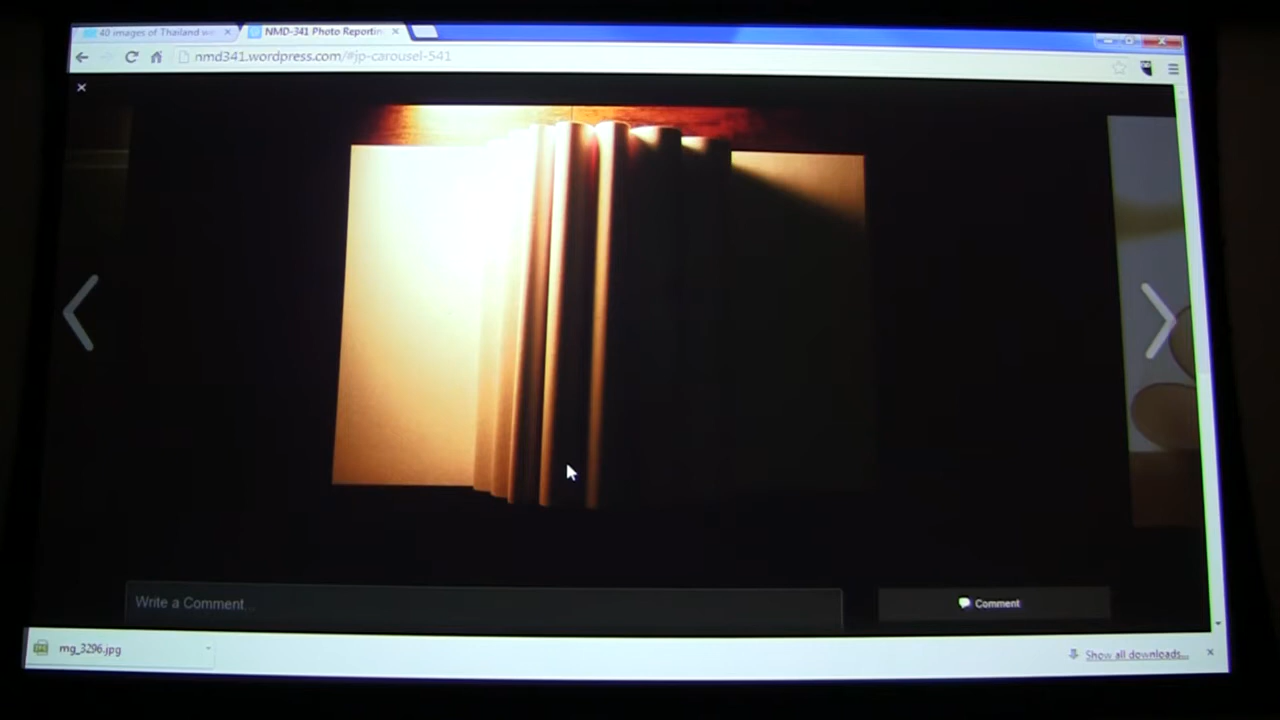 40 images of Thailand we
NMD-341 Photo Reportin
nmd341.wordpress.com/#jp-carousel-541
Write a Comment...
Comment
mg_3296.jpg
Show all downloads...